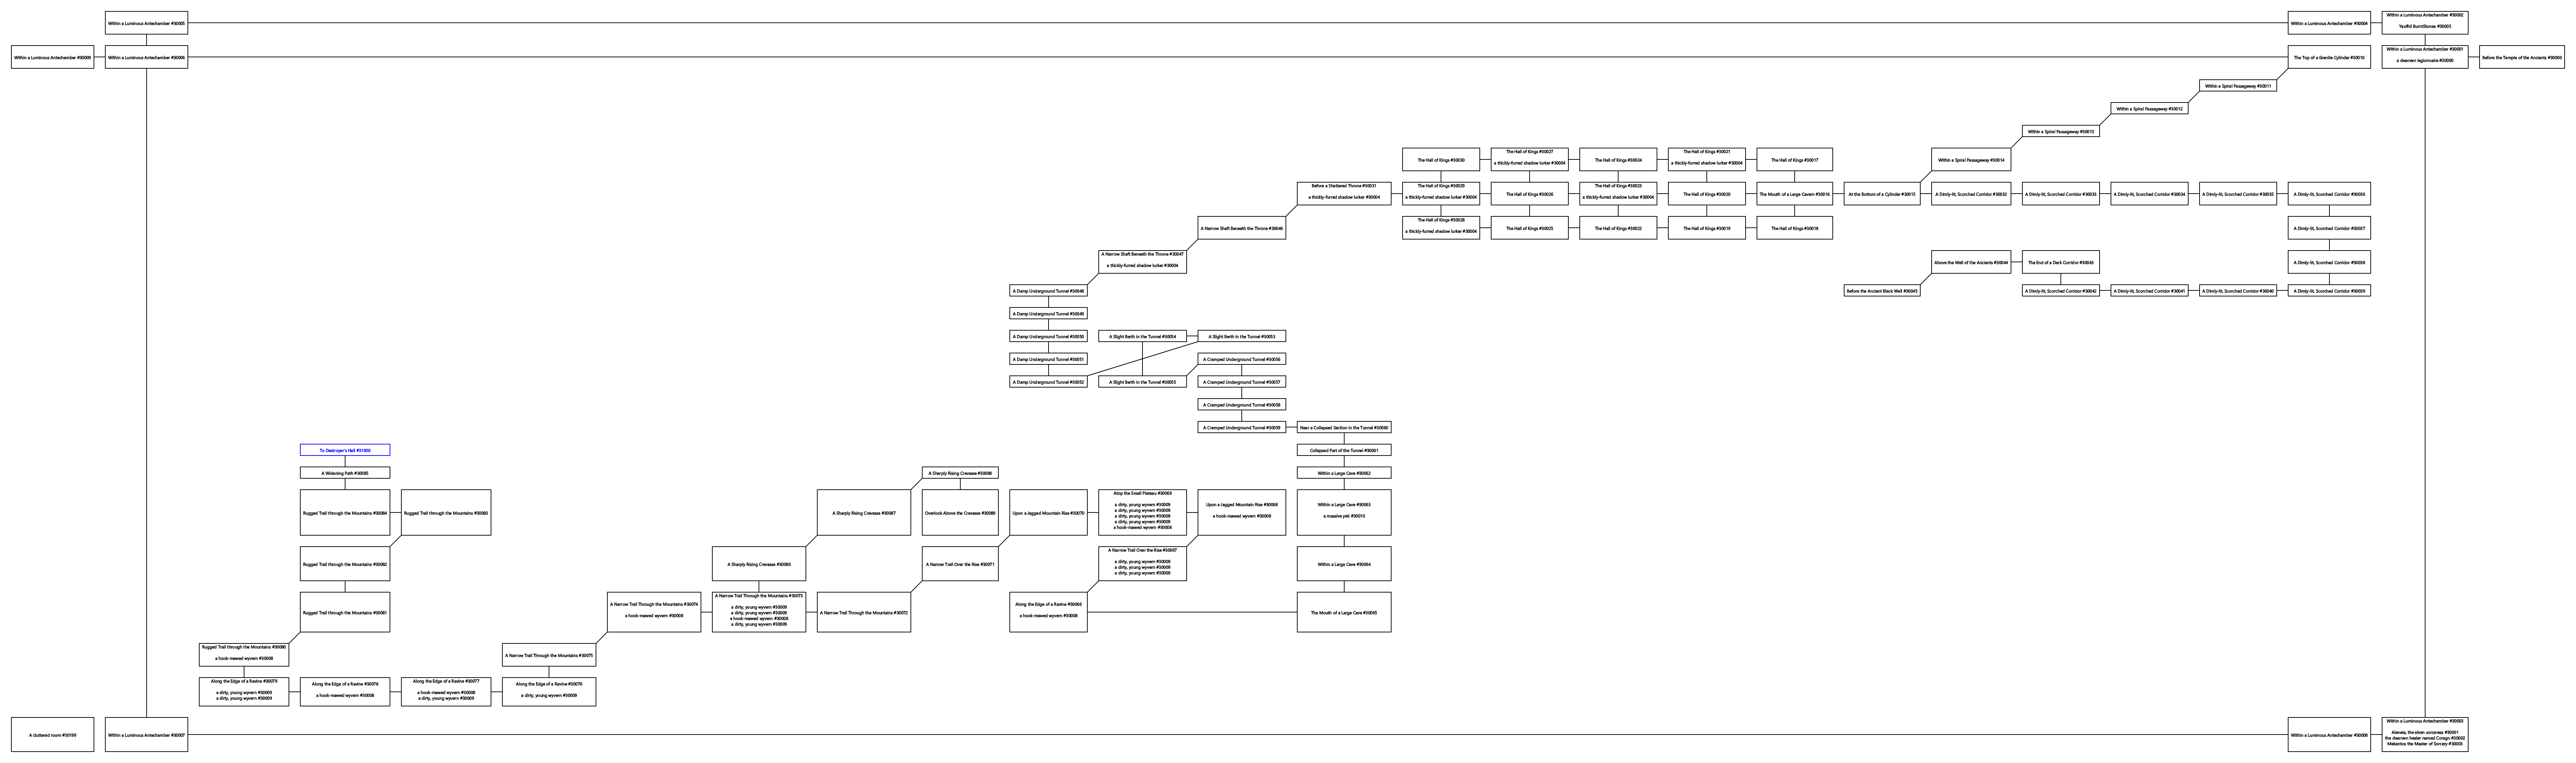 Within a Luminous Antechamber #30005
Within a Luminous Antechamber #30004
Within a Luminous Antechamber #30002
Yaofhil BurntStones #30005
Within a Luminous Antechamber #30009
Within a Luminous Antechamber #30006
The Top of a Granite Cylinder #30010
Within a Luminous Antechamber #30001
a dwarven legionnaire #30000
Before the Temple of the Ancients #30000
Within a Spiral Passageway #30011
Within a Spiral Passageway #30012
Within a Spiral Passageway #30013
The Hall of Kings #30030
The Hall of Kings #30027
a thickly-furred shadow lurker #30004
The Hall of Kings #30024
The Hall of Kings #30021
a thickly-furred shadow lurker #30004
The Hall of Kings #30017
Within a Spiral Passageway #30014
Before a Shattered Throne #30031
a thickly-furred shadow lurker #30004
The Hall of Kings #30029
a thickly-furred shadow lurker #30004
The Hall of Kings #30026
The Hall of Kings #30023
a thickly-furred shadow lurker #30004
The Hall of Kings #30020
The Mouth of a Large Cavern #30016
At the Bottom of a Cylinder #30015
A Dimly-lit, Scorched Corridor #30032
A Dimly-lit, Scorched Corridor #30033
A Dimly-lit, Scorched Corridor #30034
A Dimly-lit, Scorched Corridor #30035
A Dimly-lit, Scorched Corridor #30036
A Narrow Shaft Beneath the Throne #30046
The Hall of Kings #30028
a thickly-furred shadow lurker #30004
The Hall of Kings #30025
The Hall of Kings #30022
The Hall of Kings #30019
The Hall of Kings #30018
A Dimly-lit, Scorched Corridor #30037
A Narrow Shaft Beneath the Throne #30047
a thickly-furred shadow lurker #30004
Above the Well of the Ancients #30044
The End of a Dark Corridor #30043
A Dimly-lit, Scorched Corridor #30038
A Damp Underground Tunnel #30048
Before the Ancient Black Well #30045
A Dimly-lit, Scorched Corridor #30042
A Dimly-lit, Scorched Corridor #30041
A Dimly-lit, Scorched Corridor #30040
A Dimly-lit, Scorched Corridor #30039
A Damp Underground Tunnel #30049
A Damp Underground Tunnel #30050
A Slight Berth in the Tunnel #30054
A Slight Berth in the Tunnel #30053
A Damp Underground Tunnel #30051
A Cramped Underground Tunnel #30056
A Damp Underground Tunnel #30052
A Slight Berth in the Tunnel #30055
A Cramped Underground Tunnel #30057
A Cramped Underground Tunnel #30058
A Cramped Underground Tunnel #30059
Near a Collapsed Section in the Tunnel #30060
To Destroyer's Hall #31000
Collapsed Part of the Tunnel #30061
A Widening Path #30085
A Sharply Rising Crevasse #30088
Within a Large Cave #30062
Rugged Trail through the Mountains #30084
Rugged Trail through the Mountains #30083
A Sharply Rising Crevasse #30087
Overlook Above the Crevasse #30089
Upon a Jagged Mountain Rise #30070
Atop the Small Plateau #30069
a dirty, young wyvern #30009
a dirty, young wyvern #30009
a dirty, young wyvern #30009
a dirty, young wyvern #30009
a hook-mawed wyvern #30008
Upon a Jagged Mountain Rise #30068
a hook-mawed wyvern #30008
Within a Large Cave #30063
a massive yeti #30010
Rugged Trail through the Mountains #30082
A Sharply Rising Crevasse #30086
A Narrow Trail Over the Rise #30071
A Narrow Trail Over the Rise #30067
a dirty, young wyvern #30009
a dirty, young wyvern #30009
a dirty, young wyvern #30009
Within a Large Cave #30064
Rugged Trail through the Mountains #30081
A Narrow Trail Through the Mountains #30074
a hook-mawed wyvern #30008
A Narrow Trail Through the Mountains #30073
a dirty, young wyvern #30009
a dirty, young wyvern #30009
a hook-mawed wyvern #30008
a dirty, young wyvern #30009
A Narrow Trail Through the Mountains #30072
Along the Edge of a Ravine #30066
a hook-mawed wyvern #30008
The Mouth of a Large Cave #30065
Rugged Trail through the Mountains #30080
a hook-mawed wyvern #30008
A Narrow Trail Through the Mountains #30075
Along the Edge of a Ravine #30079
a dirty, young wyvern #30009
a dirty, young wyvern #30009
Along the Edge of a Ravine #30078
a hook-mawed wyvern #30008
Along the Edge of a Ravine #30077
a hook-mawed wyvern #30008
a dirty, young wyvern #30009
Along the Edge of a Ravine #30076
a dirty, young wyvern #30009
A cluttered room #30199
Within a Luminous Antechamber #30007
Within a Luminous Antechamber #30008
Within a Luminous Antechamber #30003
Alenela, the elven sorceress #30001
the dwarven healer named Coragn #30002
Mekantos the Master of Sorcery #30003